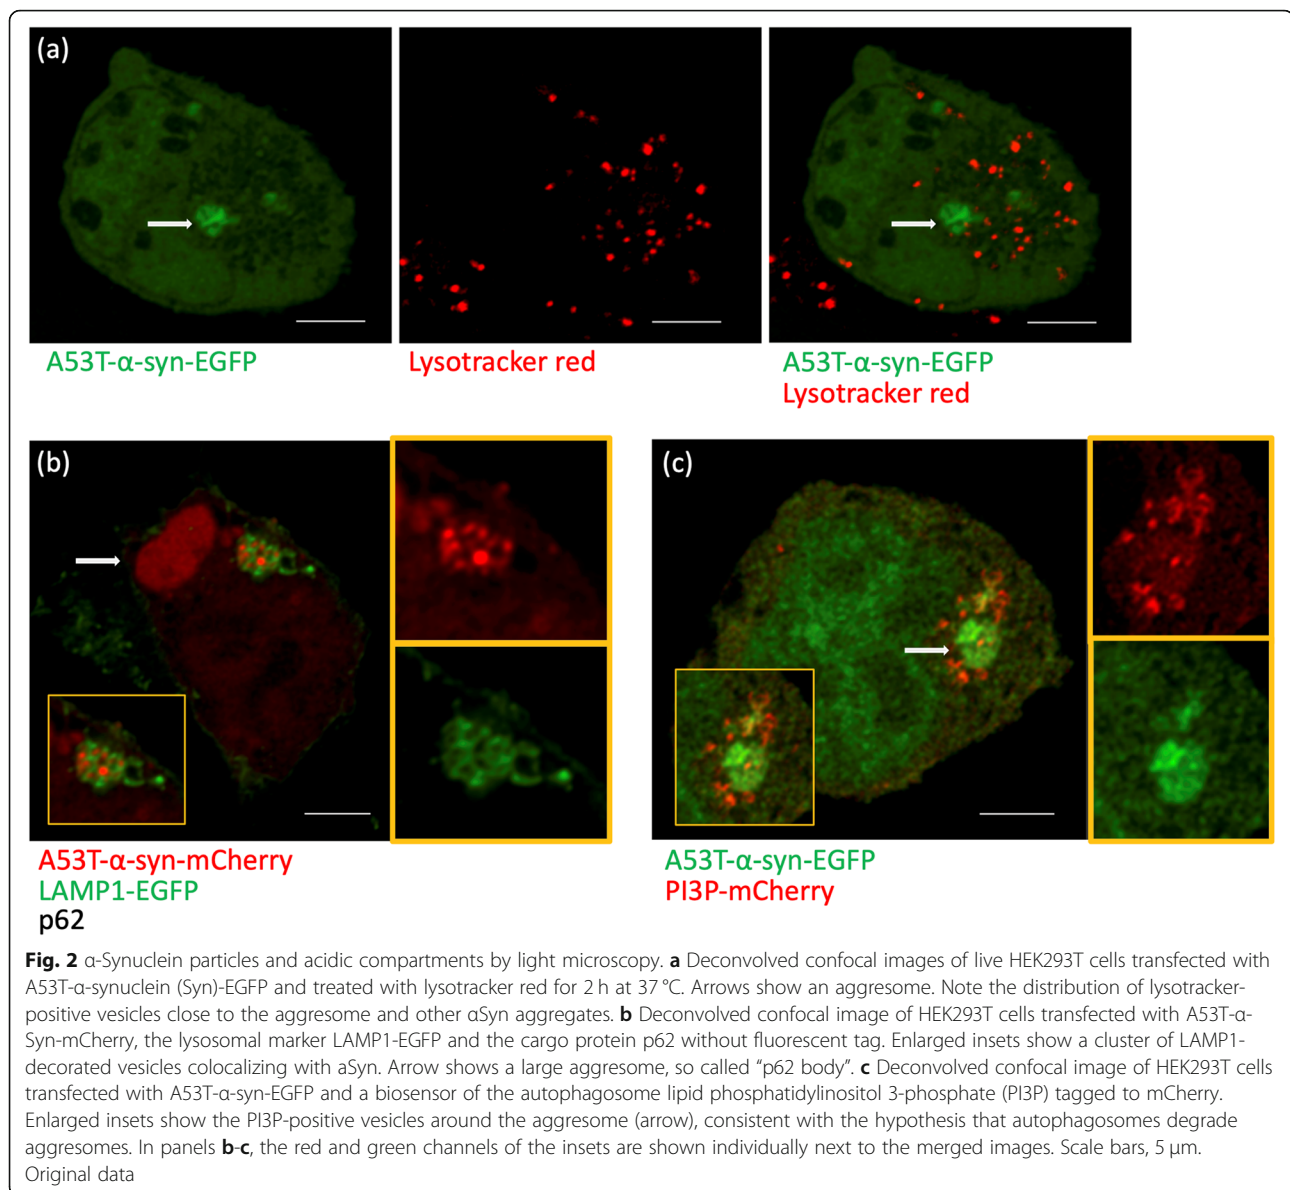 (a)
A53T-α-syn-EGFP
Lysotracker red
A53T-α-syn-EGFP
Lysotracker red
(b)
A53T-α-syn-mCherry
LAMP1-EGFP
p62
(c)
A53T-α-syn-EGFP
PI3P-mCherry
Fig. 2 α-Synuclein particles and acidic compartments by light microscopy. a Deconvolved confocal images of live HEK293T cells transfected with
A53T-α-synuclein (Syn)-EGFP and treated with lysotracker red for 2 h at 37 °C. Arrows show an aggresome. Note the distribution of lysotracker-
positive vesicles close to the aggresome and other αSyn aggregates. b Deconvolved confocal image of HEK293T cells transfected with A53T-α-
Syn-mCherry, the lysosomal marker LAMP1-EGFP and the cargo protein p62 without fluorescent tag. Enlarged insets show a cluster of LAMP1-
decorated vesicles colocalizing with aSyn. Arrow shows a large aggresome, so called “p62 body”. c Deconvolved confocal image of HEK293T cells
transfected with A53T-α-syn-EGFP and a biosensor of the autophagosome lipid phosphatidylinositol 3-phosphate (PI3P) tagged to mCherry.
Enlarged insets show the PI3P-positive vesicles around the aggresome (arrow), consistent with the hypothesis that autophagosomes degrade
aggresomes. In panels b-c, the red and green channels of the insets are shown individually next to the merged images. Scale bars, 5 μm.
Original data